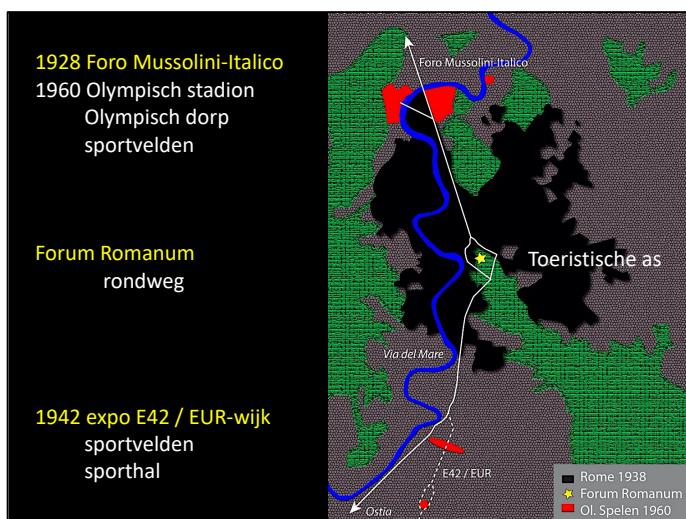 1928 Foro Mussolini-Italico
1960 Olympisch stadion
Olympisch dorp
sportvelden
Forum Romanum
rondweg
1942 expo E42 / EUR-wijk
sportvelden
sporthal
Foro Mussolini-Italico
Toeristische as
Via del Mare
E42 / EUR
Ostia
Rome 1938
Forum Romanum
Ol. Spelen 1960